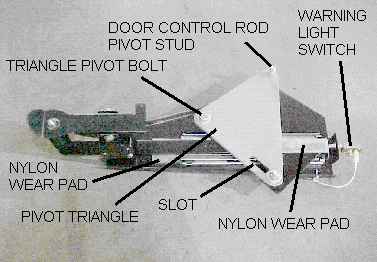 DOOR CONTROL ROD
PIVOT STUD
WARNING
LIGHT
SWITCH
TRIANGLE PIVOT BOLT
NYLON
WEAR PAD
PIVOT TRIANGLE
SLOT
NYLON WEAR PAD